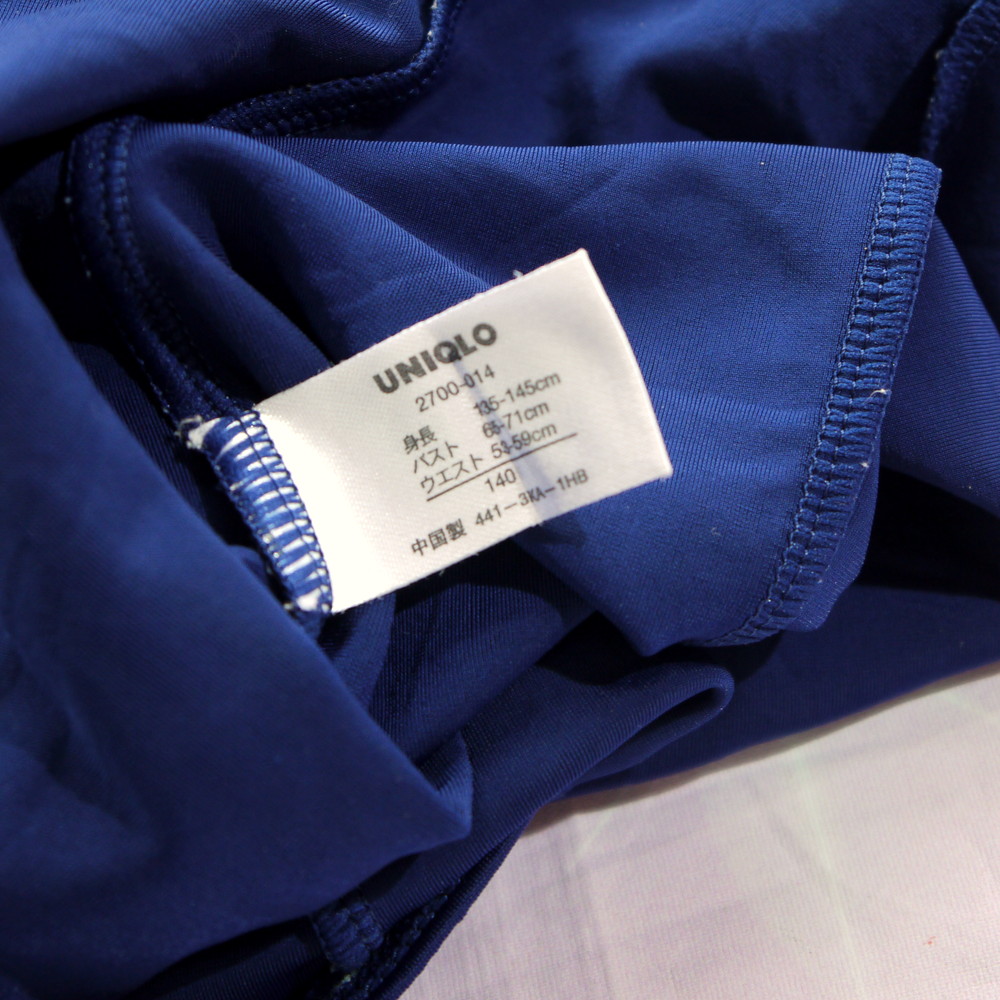 UNIQLO
2700-014
身長 135-145cm
バスト 65-71cm
ウエスト 53-59cm
140
中国製 441-3KA-1HB